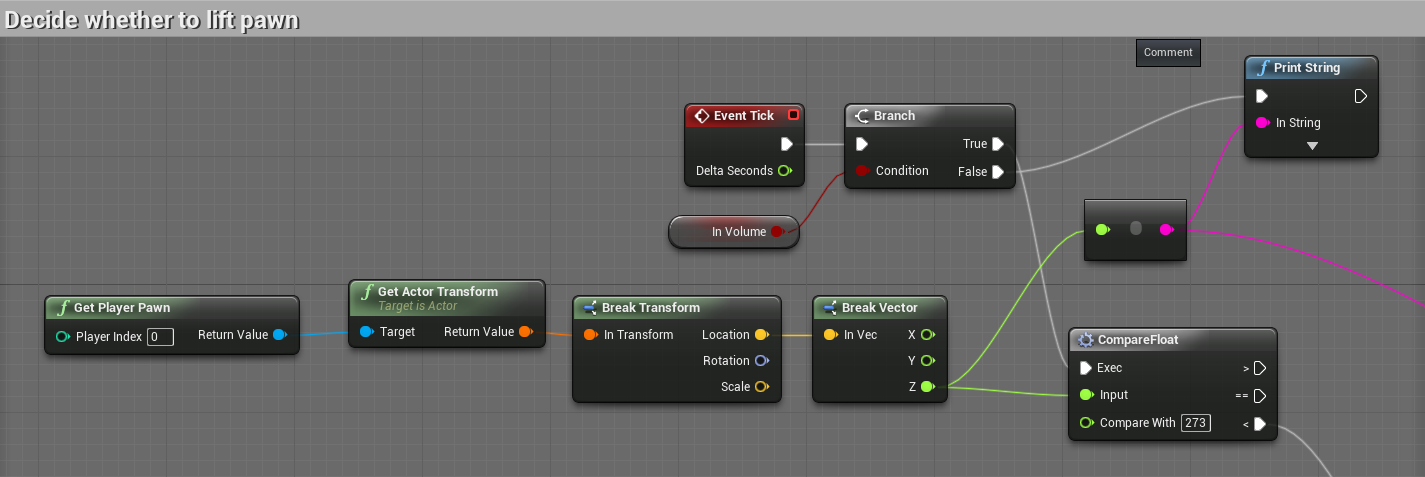 Decide whether to lift pawn
Comment
Print String
In String
Event Tick
Delta Seconds
Branch
True
Condition
False
In Volume
Get Player Pawn
Player Index 0
Return Value
Get Actor Transform
Target is Actor
Target
Return Value
Break Transform
In Transform
Location
Rotation
Scale
Break Vector
In Vec
X
Y
Z
CompareFloat
Exec
>
Input
==
Compare With 273
<